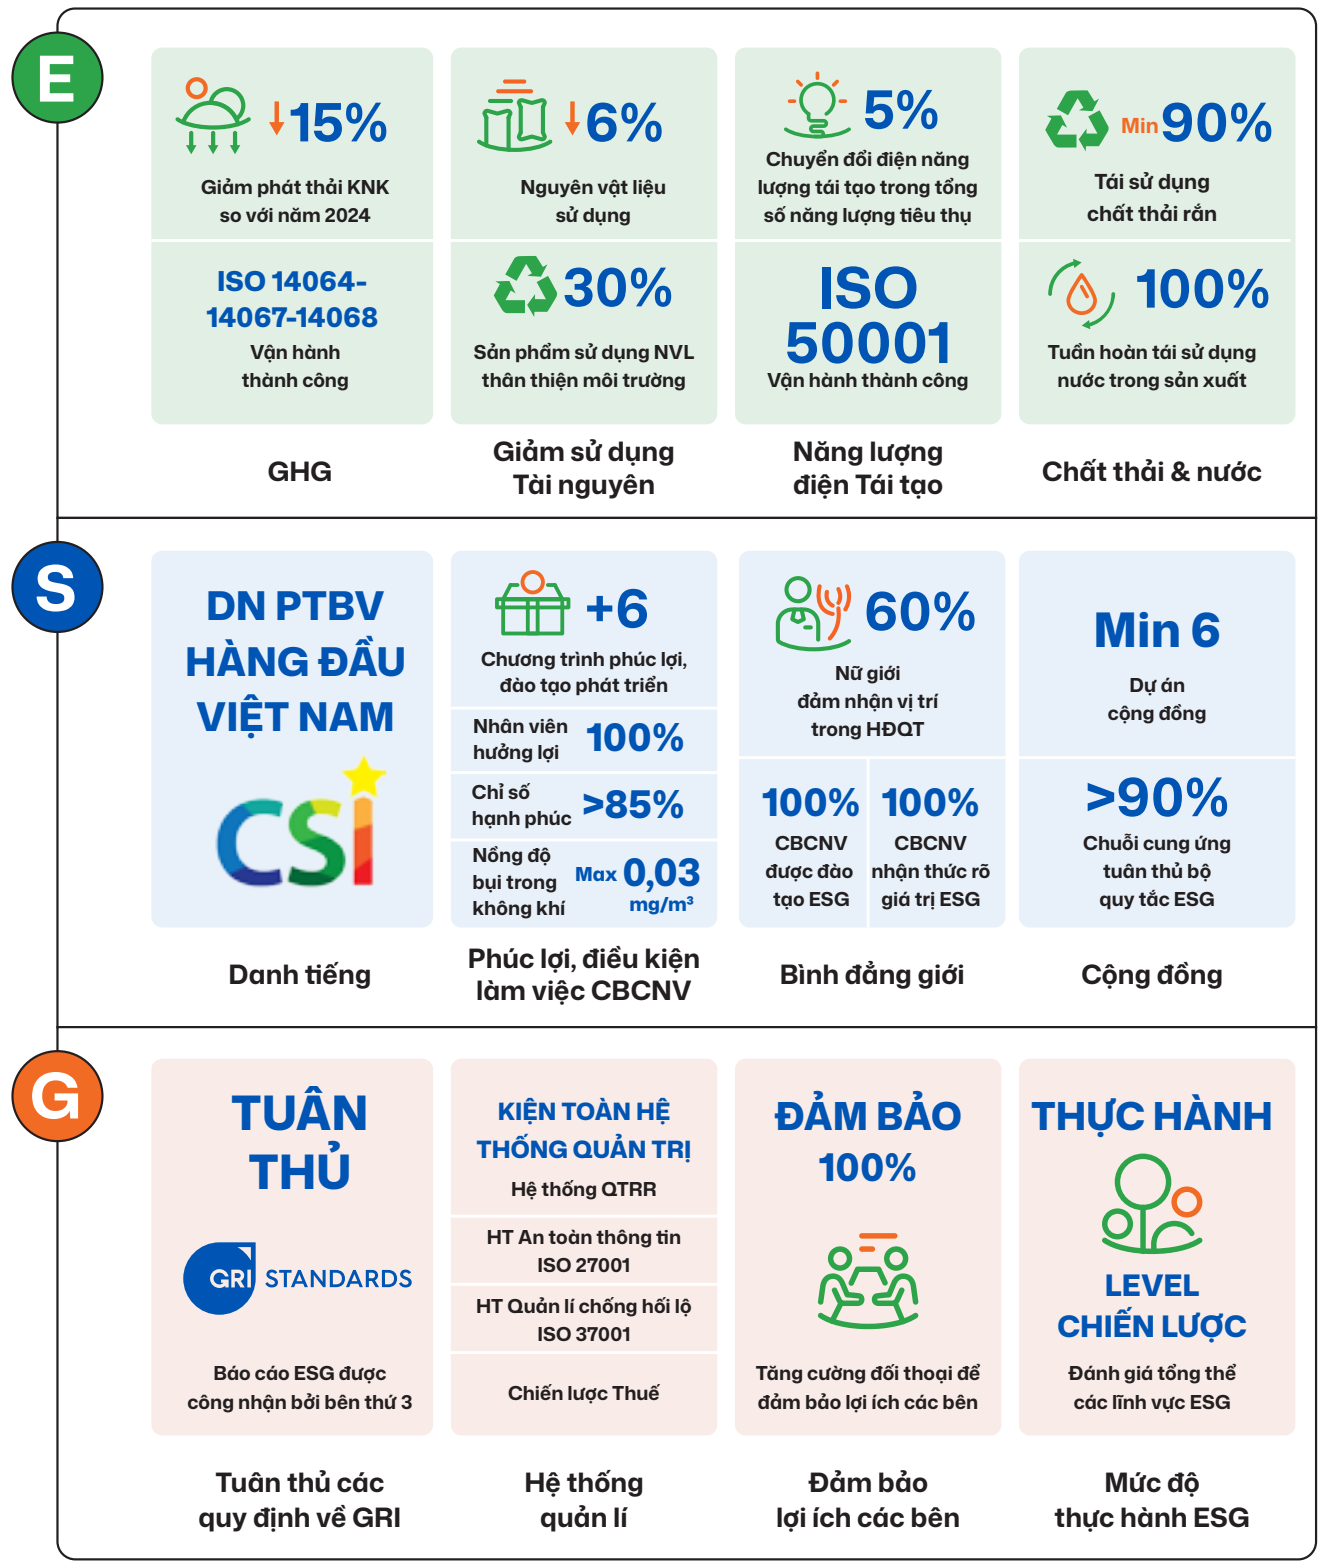 E
15%
Giảm phát thải KNK
so với năm 2024
ISO 14064-
14067-14068
Vận hành
thành công
GHG
6%
Nguyên vật liệu
sử dụng
30%
Sản phẩm sử dụng NVL
thân thiện môi trường
Giảm sử dụng
Tài nguyên
5%
Chuyển đổi điện năng
lượng tái tạo trong tổng
số năng lượng tiêu thụ
ISO
50001
Vận hành thành công
Năng lượng
điện Tái tạo
Min 90%
Tái sử dụng
chất thải rắn
100%
Tuần hoàn tái sử dụng
nước trong sản xuất
Chất thải & nước
S
DN PTBV
HÀNG ĐẦU
VIỆT NAM
CSI
Danh tiếng
+6
Chương trình phúc lợi,
đào tạo phát triển
Nhân viên
hưởng lợi
100%
Chỉ số
hạnh phúc
>85%
Nồng độ
bụi trong
không khí
Max 0,03
mg/m³
Phúc lợi, điều kiện
làm việc CBCNV
60%
Nữ giới
đảm nhận vị trí
trong HĐQT
100%
CBCNV
được đào
tạo ESG
100%
CBCNV
nhận thức rõ
giá trị ESG
Bình đẳng giới
Min 6
Dự án
cộng đồng
>90%
Chuỗi cung ứng
tuân thủ bộ
quy tắc ESG
Cộng đồng
G
TUÂN
THỦ
GRI STANDARDS
Báo cáo ESG được
công nhận bởi bên thứ 3
Tuân thủ các
quy định về GRI
KIỆN TOÀN HỆ
THỐNG QUẢN TRỊ
Hệ thống QTRR
HT An toàn thông tin
ISO 27001
HT Quản lí chống hối lộ
ISO 37001
Chiến lược Thuế
Hệ thống
quản lí
ĐẢM BẢO
100%
Tăng cường đối thoại để
đảm bảo lợi ích các bên
Đảm bảo
lợi ích các bên
THỰC HÀNH
LEVEL
CHIẾN LƯỢC
Đánh giá tổng thể
các lĩnh vực ESG
Mức độ
thực hành ESG